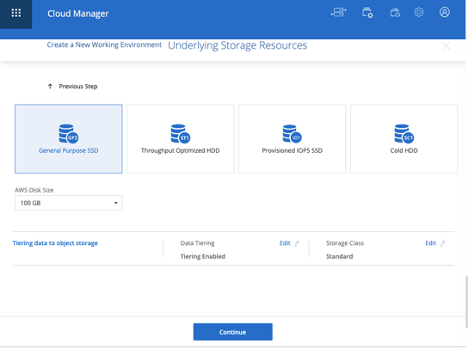 Cloud Manager
Create a New Working Environment Underlying Storage Resources
Previous Step
GP2
General Purpose SSD
ST1
Throughput Optimized HDD
IO1
Provisioned IOPS SSD
SC1
Cold HDD
AWS Disk Size
100 GB
Tiering data to object storage
Data Tiering Edit
Tiering Enabled
Storage Class Edit
Standard
Continue